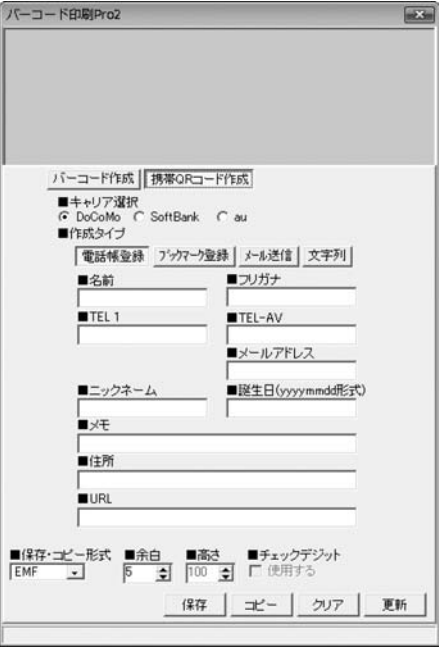 バーコード印刷Pro2
バーコード作成 携帯QRコード作成
■キャリア選択
DoCoMo SoftBank au
■作成タイプ
電話帳登録 ブックマーク登録 メール送信 文字列
■名前 ■フリガナ
■TEL 1 ■TEL-AV
■メールアドレス
■ニックネーム ■誕生日(yyyymmdd形式)
■メモ
■住所
■URL
■保存・コピー形式 ■余白 ■高さ ■チェックデジット
EMF 5 100 使用する
保存 コピー クリア 更新